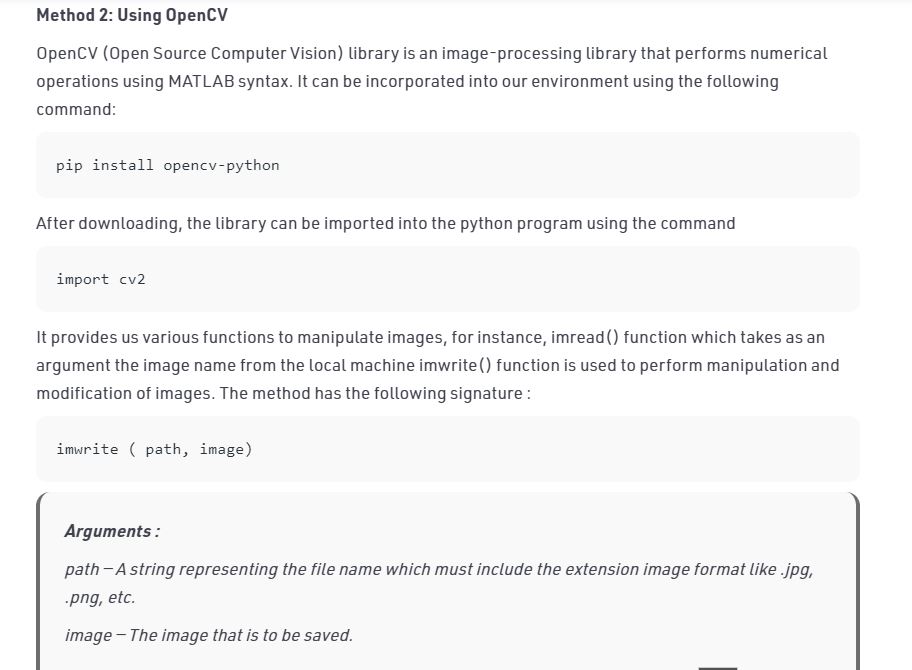 Method 2: Using OpenCV
OpenCV (Open Source Computer Vision) library is an image-processing library that performs numerical
operations using MATLAB syntax. It can be incorporated into our environment using the following
command:
pip install opencv-python
After downloading, the library can be imported into the python program using the command
import cv2
It provides us various functions to manipulate images, for instance, imread() function which takes as an
argument the image name from the local machine imwrite() function is used to perform manipulation and
modification of images. The method has the following signature :
imwrite ( path, image)
Arguments :
path – A string representing the file name which must include the extension image format like .jpg,
.png, etc.
image – The image that is to be saved.